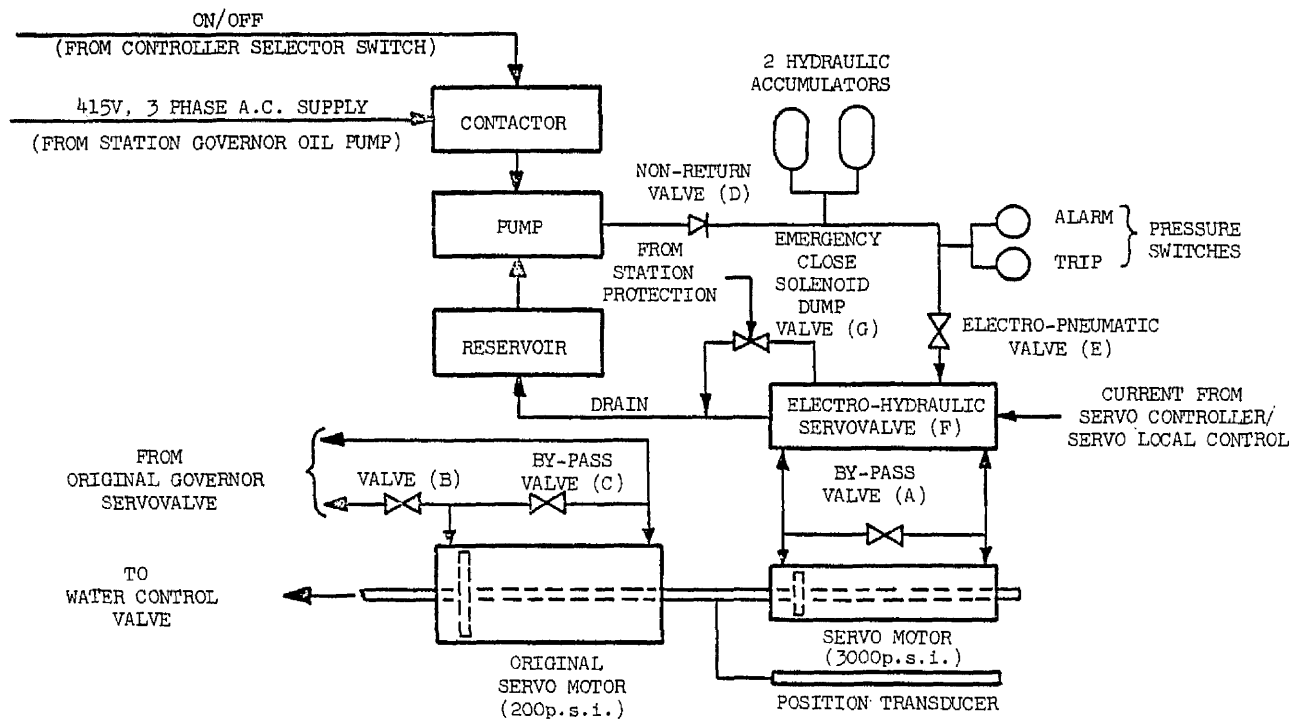 ON/OFF
(FROM CONTROLLER SELECTOR SWITCH)
415V, 3 PHASE A.C. SUPPLY
(FROM STATION GOVERNOR OIL PUMP)
CONTACTOR
2 HYDRAULIC
ACCUMULATORS
NON-RETURN
VALVE (D)
PUMP
ALARM
TRIP
PRESSURE
SWITCHES
FROM
STATION
PROTECTION
EMERGENCY
CLOSE
SOLENOID
DUMP
VALVE (G)
ELECTRO-PNEUMATIC
VALVE (E)
RESERVOIR
DRAIN
ELECTRO-HYDRAULIC
SERVOVALVE (F)
CURRENT FROM
SERVO CONTROLLER/
SERVO LOCAL CONTROL
FROM
ORIGINAL GOVERNOR
SERVOVALVE
VALVE (B)
BY-PASS
VALVE (C)
BY-PASS
VALVE (A)
TO
WATER CONTROL
VALVE
ORIGINAL
SERVO MOTOR
(200p.s.i.)
SERVO MOTOR
(3000p.s.i.)
POSITION TRANSDUCER